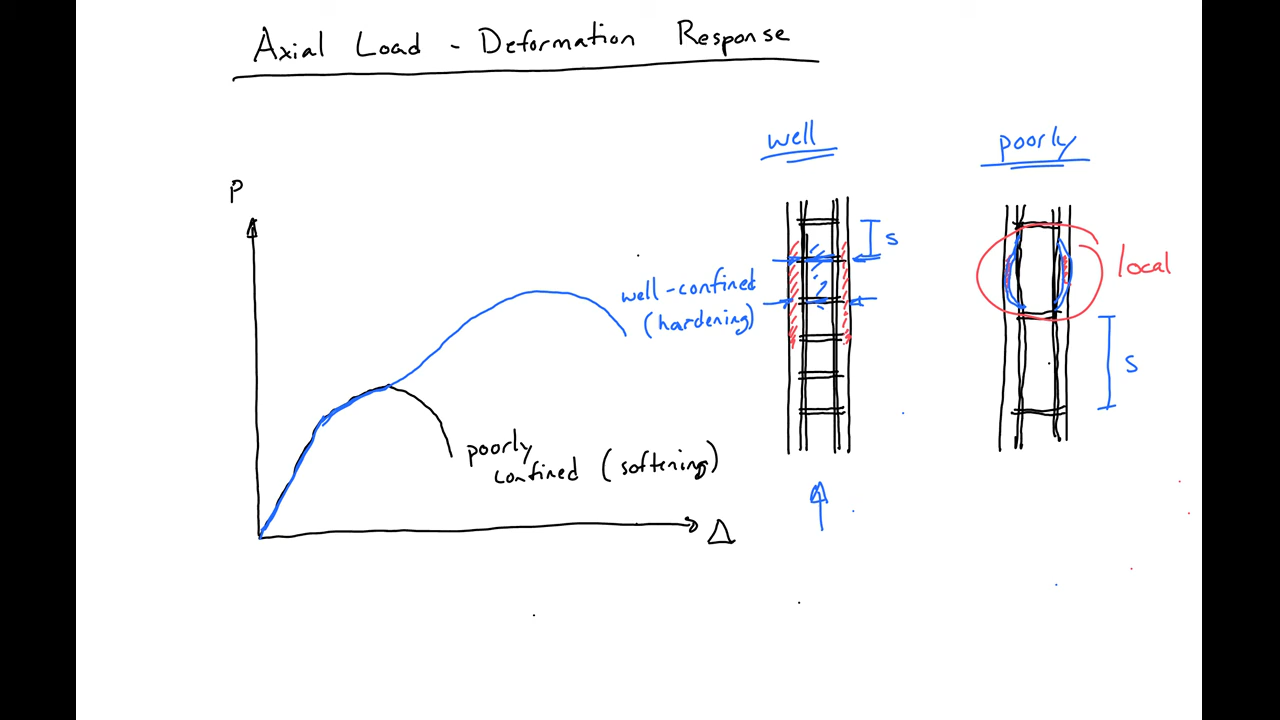 Axial Load - Deformation Response
well
poorly
P
s
local
well-confined
(hardening)
s
poorly
confined (softening)
Δ